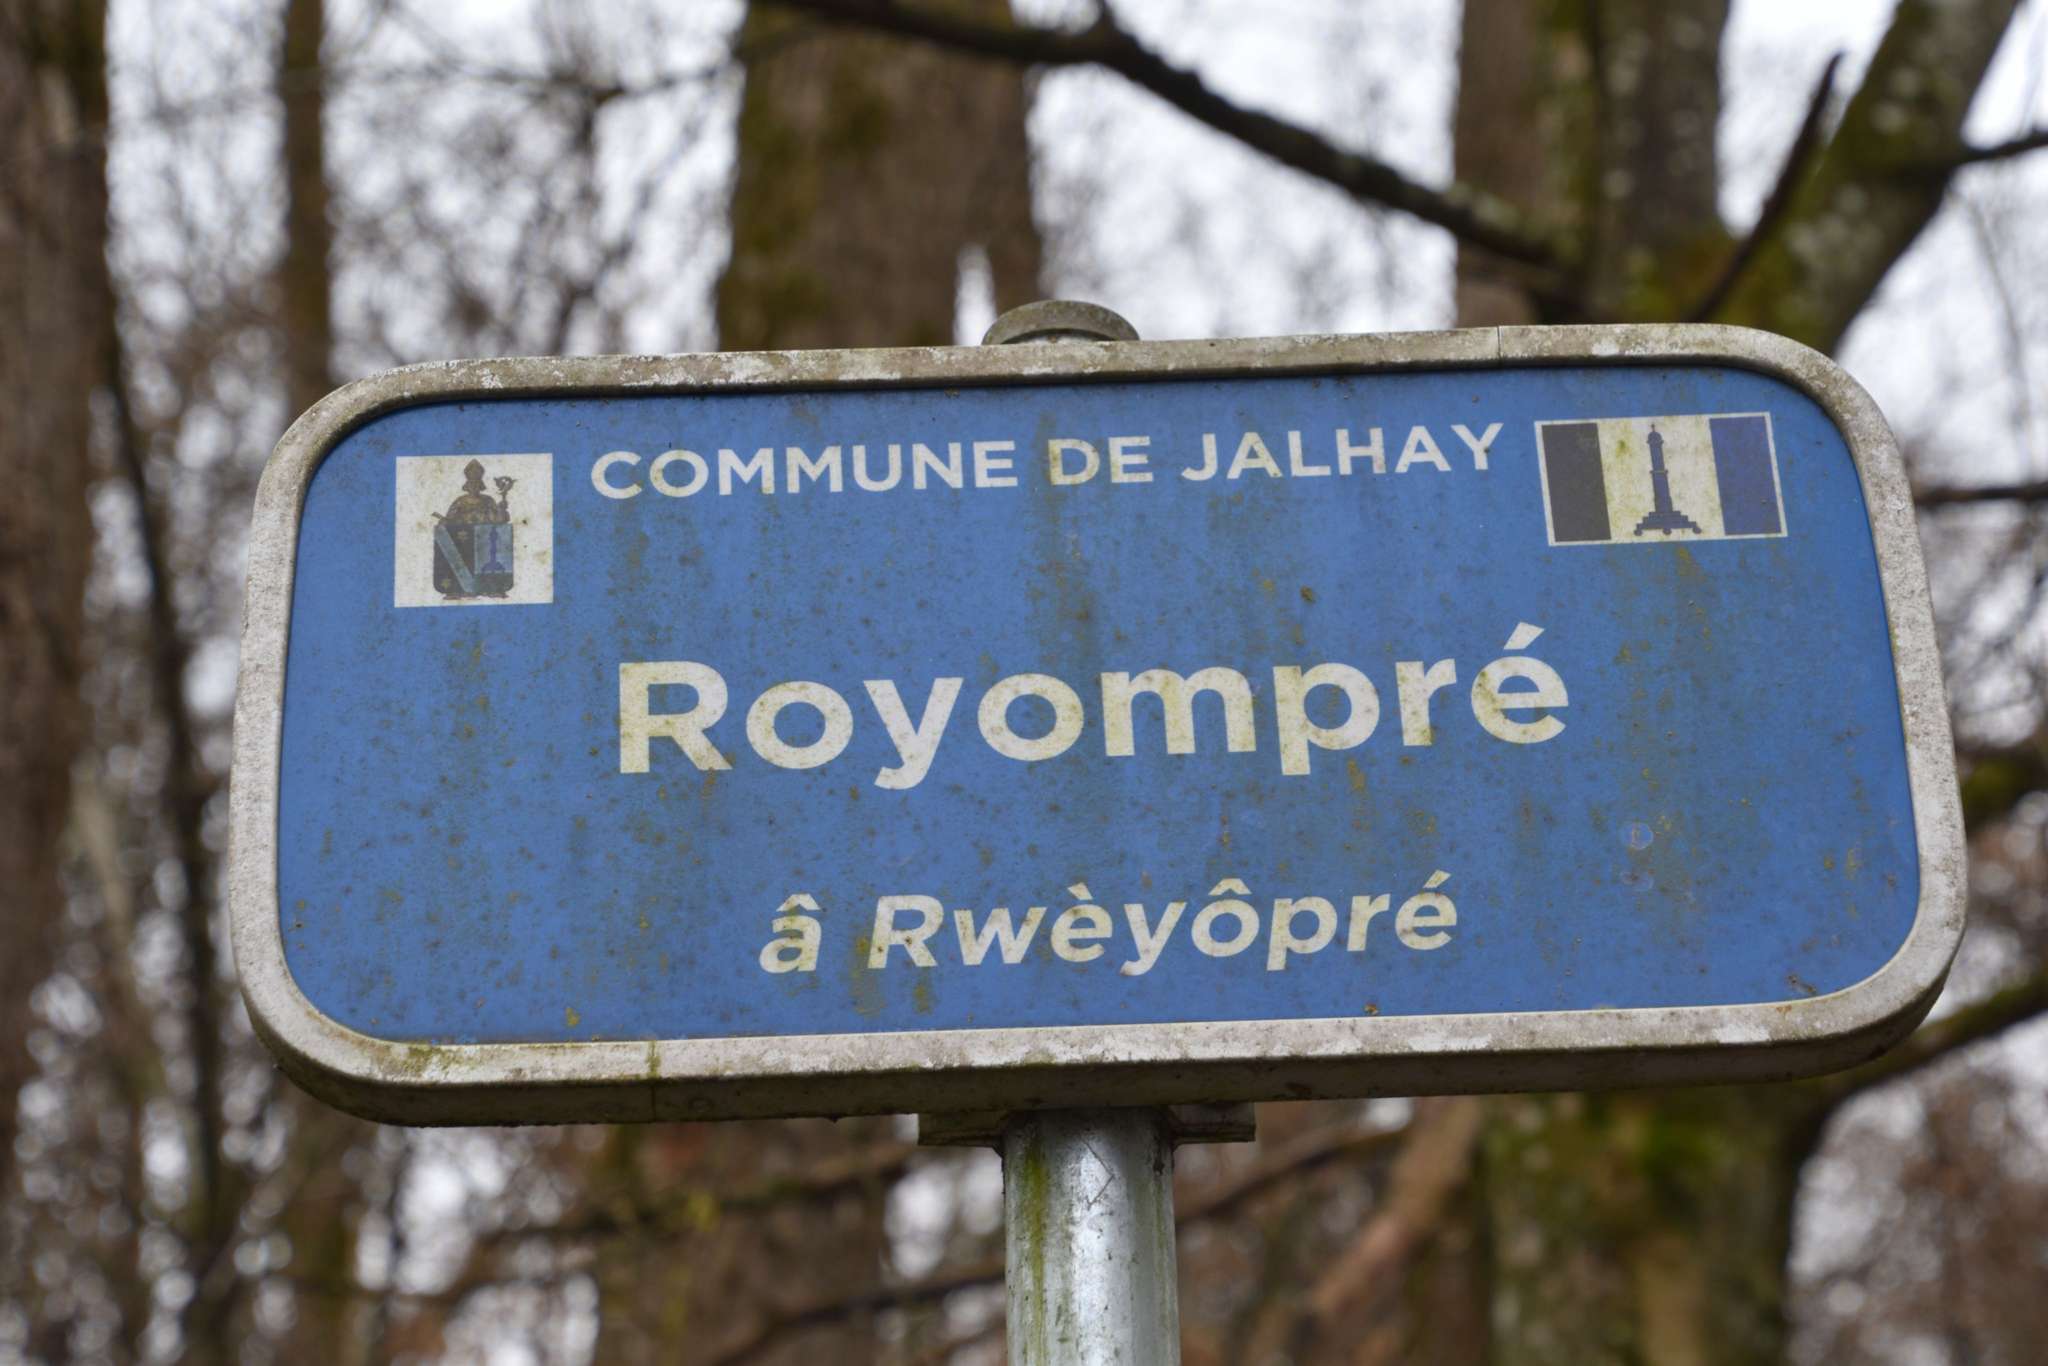 COMMUNE DE JALHAY
Royompré
â Rwèyôpré